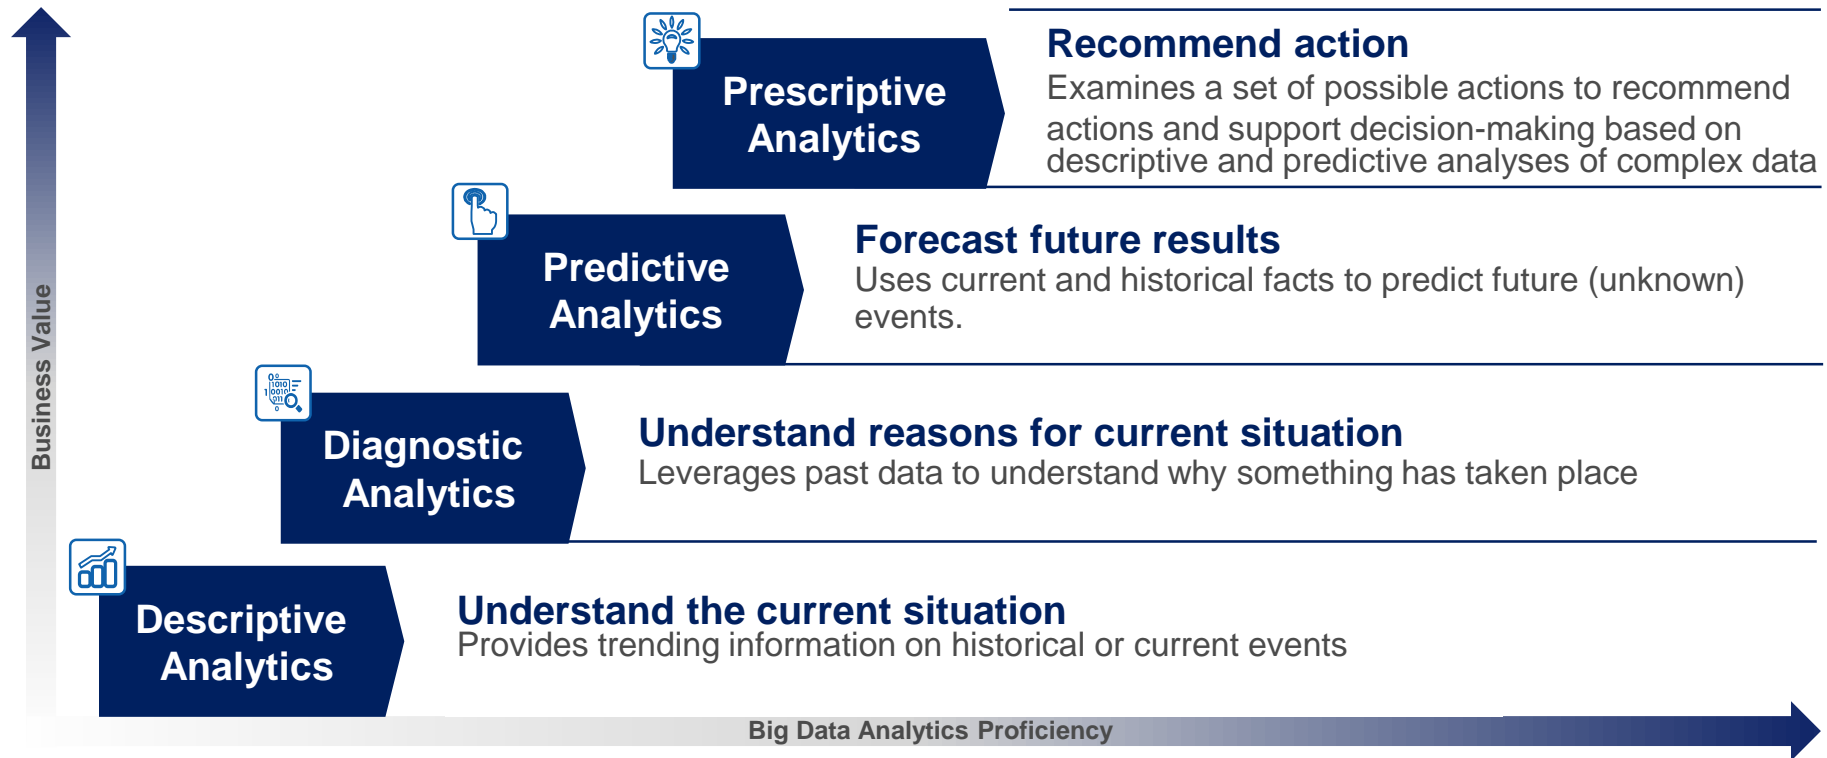 Prescriptive
Analytics
Recommend action
Examines a set of possible actions to recommend
actions and support decision-making based on
descriptive and predictive analyses of complex data
Predictive
Analytics
Forecast future results
Uses current and historical facts to predict future (unknown)
events.
Business Value
Diagnostic
Analytics
Understand reasons for current situation
Leverages past data to understand why something has taken place
Descriptive
Analytics
Understand the current situation
Provides trending information on historical or current events
Big Data Analytics Proficiency